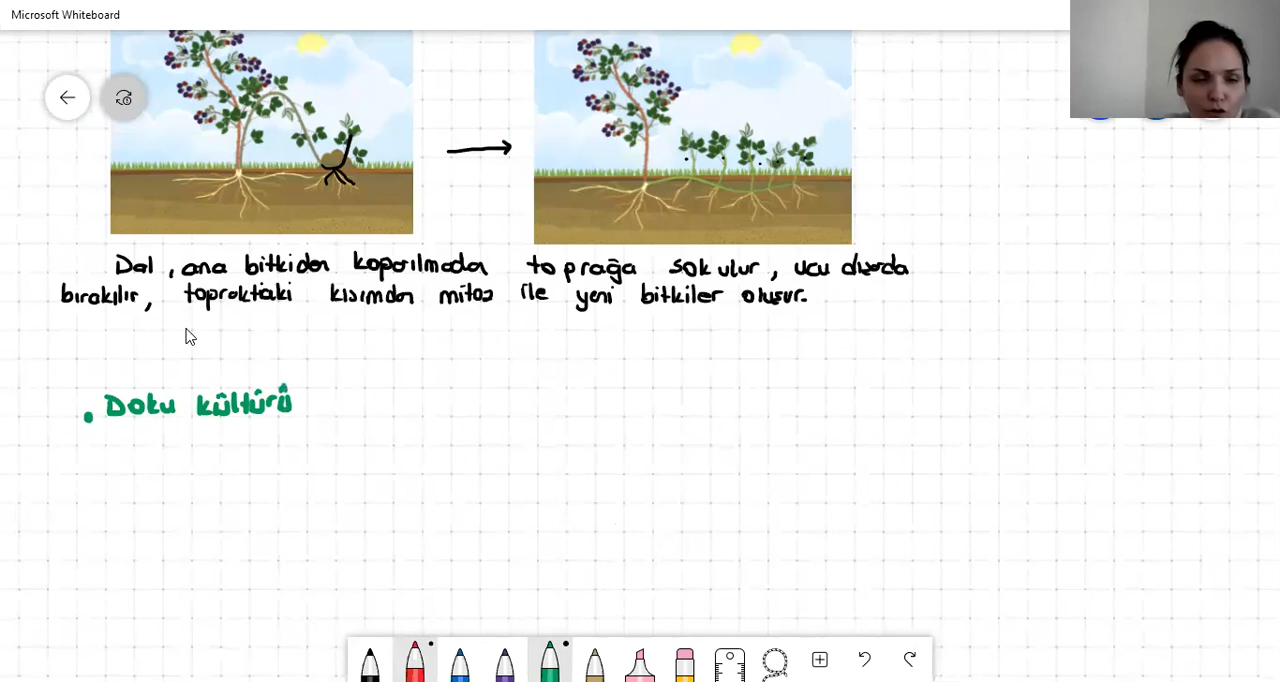 Microsoft Whiteboard
Dal, ana bitkiden koparılmadan toprağa sokulur, ucu dışarda
bırakılır, topraktaki kısımdan mitoz ile yeni bitkiler oluşur.
• Doku kültürü